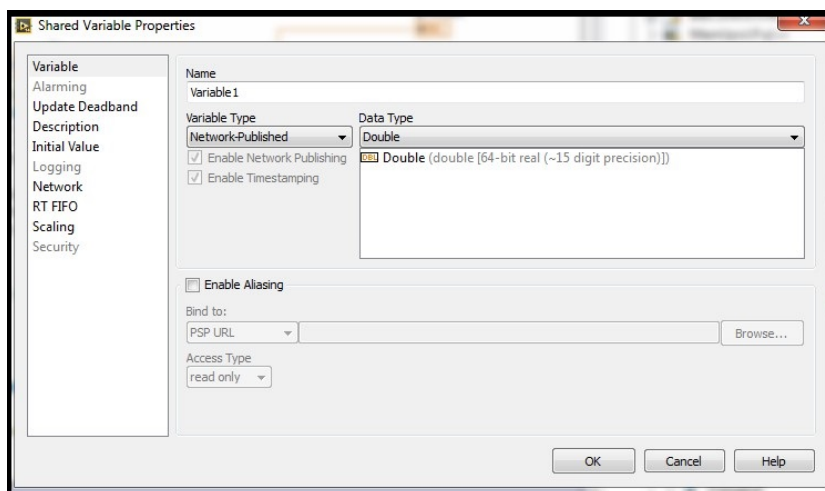 Shared Variable Properties
Variable
Alarming
Update Deadband
Description
Initial Value
Logging
Network
RT FIFO
Scaling
Security
Name
Variable1
Variable Type
Data Type
Network-Published
Double
Enable Network Publishing
DBL Double (double [64-bit real (~15 digit precision)])
Enable Timestamping
Enable Aliasing
Bind to:
PSP URL
Browse...
Access Type
read only
OK
Cancel
Help